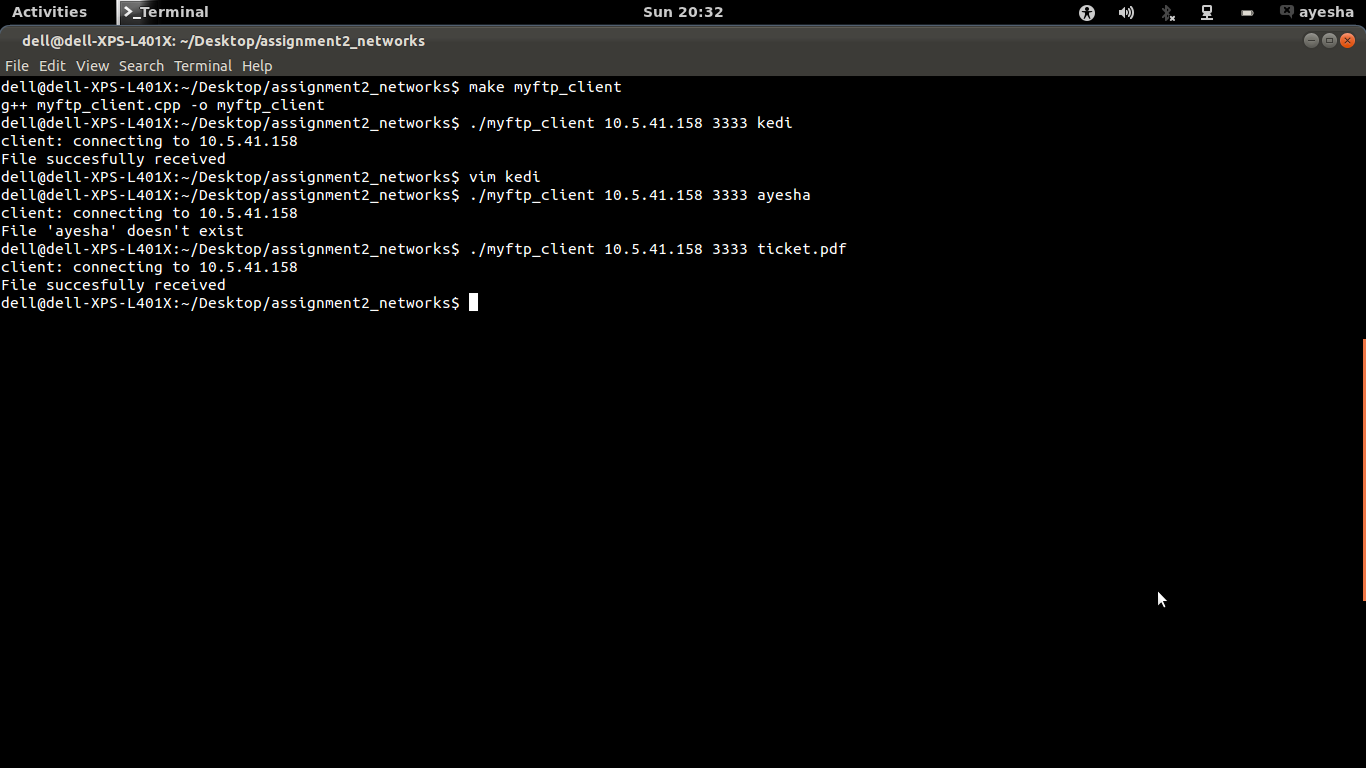 Activities >_Terminal Sun 20:32 ayesha
dell@dell-XPS-L401X: ~/Desktop/assignment2_networks
File Edit View Search Terminal Help
dell@dell-XPS-L401X:~/Desktop/assignment2_networks$ make myftp_client
g++ myftp_client.cpp -o myftp_client
dell@dell-XPS-L401X:~/Desktop/assignment2_networks$ ./myftp_client 10.5.41.158 3333 kedi
client: connecting to 10.5.41.158
File succesfully received
dell@dell-XPS-L401X:~/Desktop/assignment2_networks$ vim kedi
dell@dell-XPS-L401X:~/Desktop/assignment2_networks$ ./myftp_client 10.5.41.158 3333 ayesha
client: connecting to 10.5.41.158
File 'ayesha' doesn't exist
dell@dell-XPS-L401X:~/Desktop/assignment2_networks$ ./myftp_client 10.5.41.158 3333 ticket.pdf
client: connecting to 10.5.41.158
File succesfully received
dell@dell-XPS-L401X:~/Desktop/assignment2_networks$